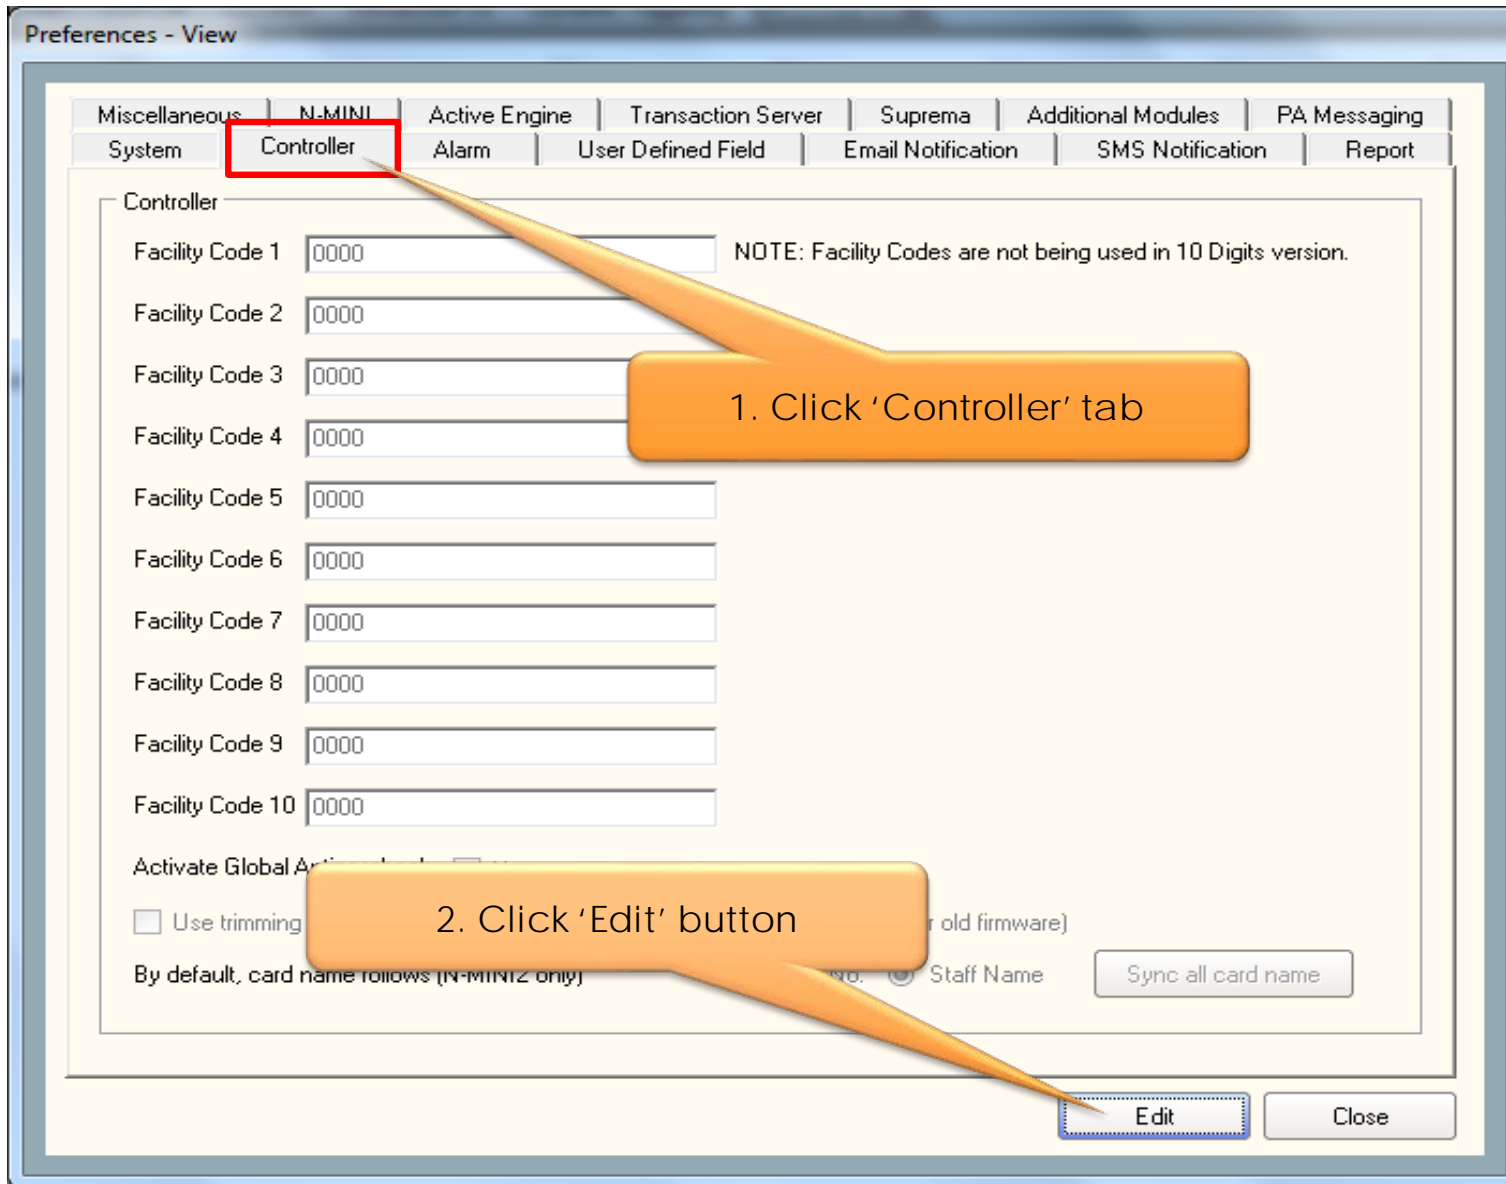 Preferences - View
Miscellaneous N-MINI Active Engine Transaction Server Suprema Additional Modules PA Messaging
System Controller Alarm User Defined Field Email Notification SMS Notification Report
Controller
Facility Code 1 0000 NOTE: Facility Codes are not being used in 10 Digits version.
Facility Code 2 0000
Facility Code 3 0000
1. Click ‘Controller’ tab
Facility Code 4 0000
Facility Code 5 0000
Facility Code 6 0000
Facility Code 7 0000
Facility Code 8 0000
Facility Code 9 0000
Facility Code 10 0000
Activate Global
Use trimming old firmware)
2. Click ‘Edit’ button
By default, card name follows (N-MINI2 only) No. Staff Name Sync all card name
Edit Close